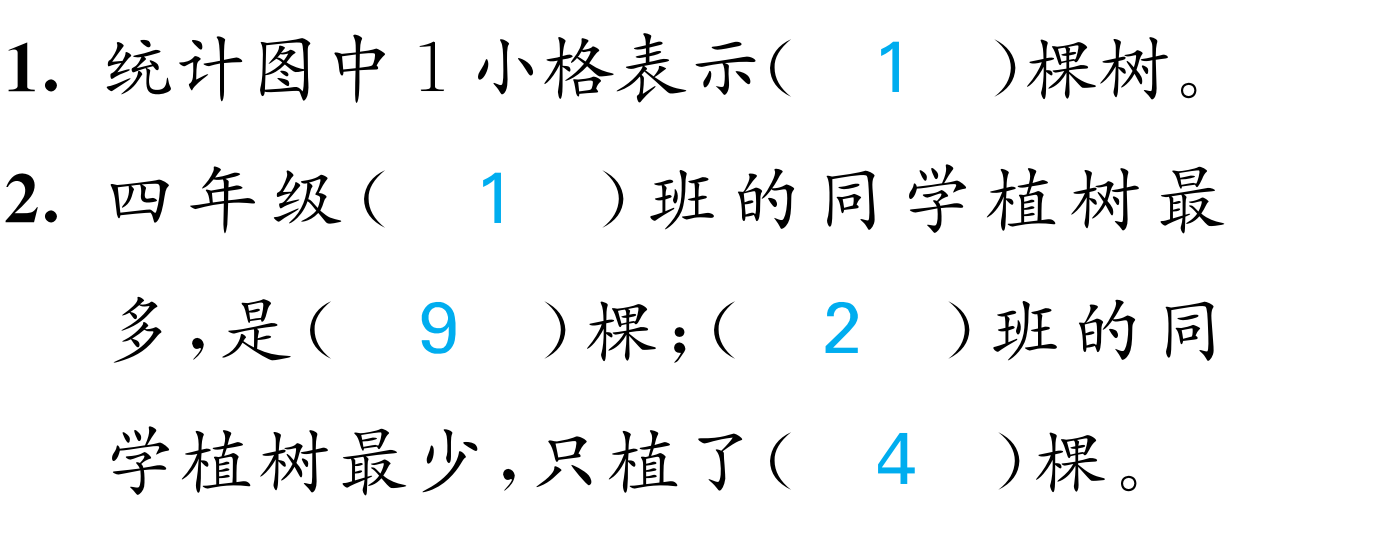 1. 统计图中1小格表示( 1 )棵树。
2. 四年级( 1 )班的同学植树最
多,是( 9 )棵;( 2 )班的同
学植树最少,只植了( 4 )棵。